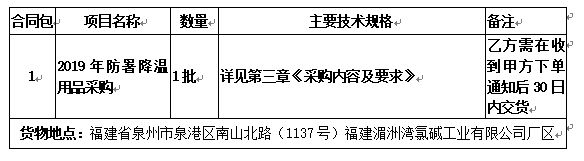 合同包 项目名称 数量 主要技术规格 备注
1 2019 年防暑降温用品采购 1 批 详见第三章《采购内容及要求》 乙方需在收到甲方下单通知后 30 日内交货
货物地点：福建省泉州市泉港区南山北路（1137 号）福建湄洲湾氯碱工业有限公司厂区